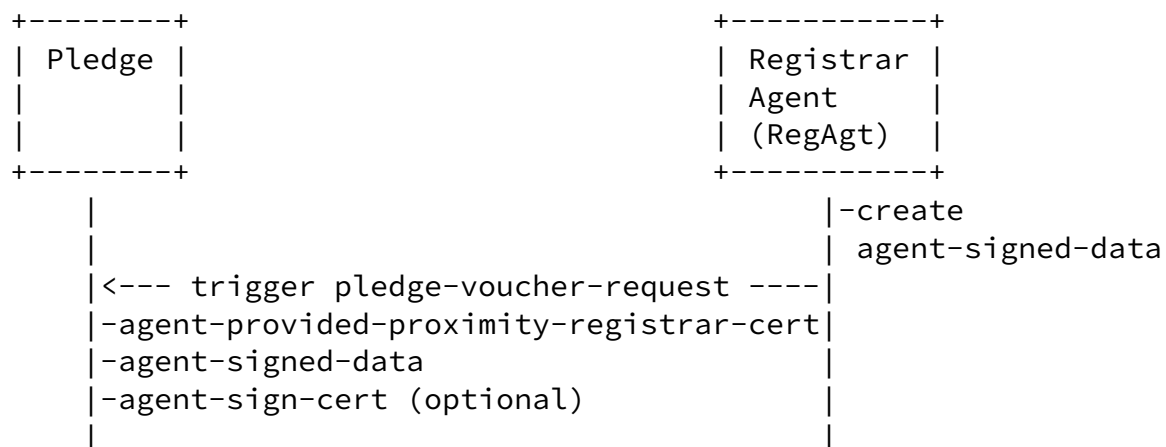 Pledge Registrar
Agent
(RegAgt)
-create
agent-signed-data
<--- trigger pledge-voucher-request ----
-agent-provided-proximity-registrar-cert
-agent-signed-data
-agent-sign-cert (optional)